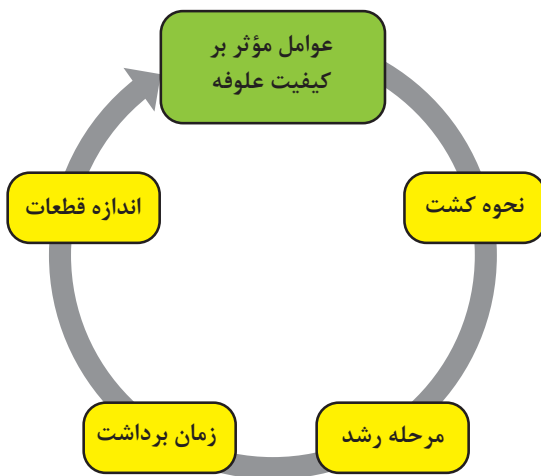 عوامل مؤثر بر
کیفیت علوفه
نحوه کشت
مرحله رشد
زمان برداشت
اندازه قطعات